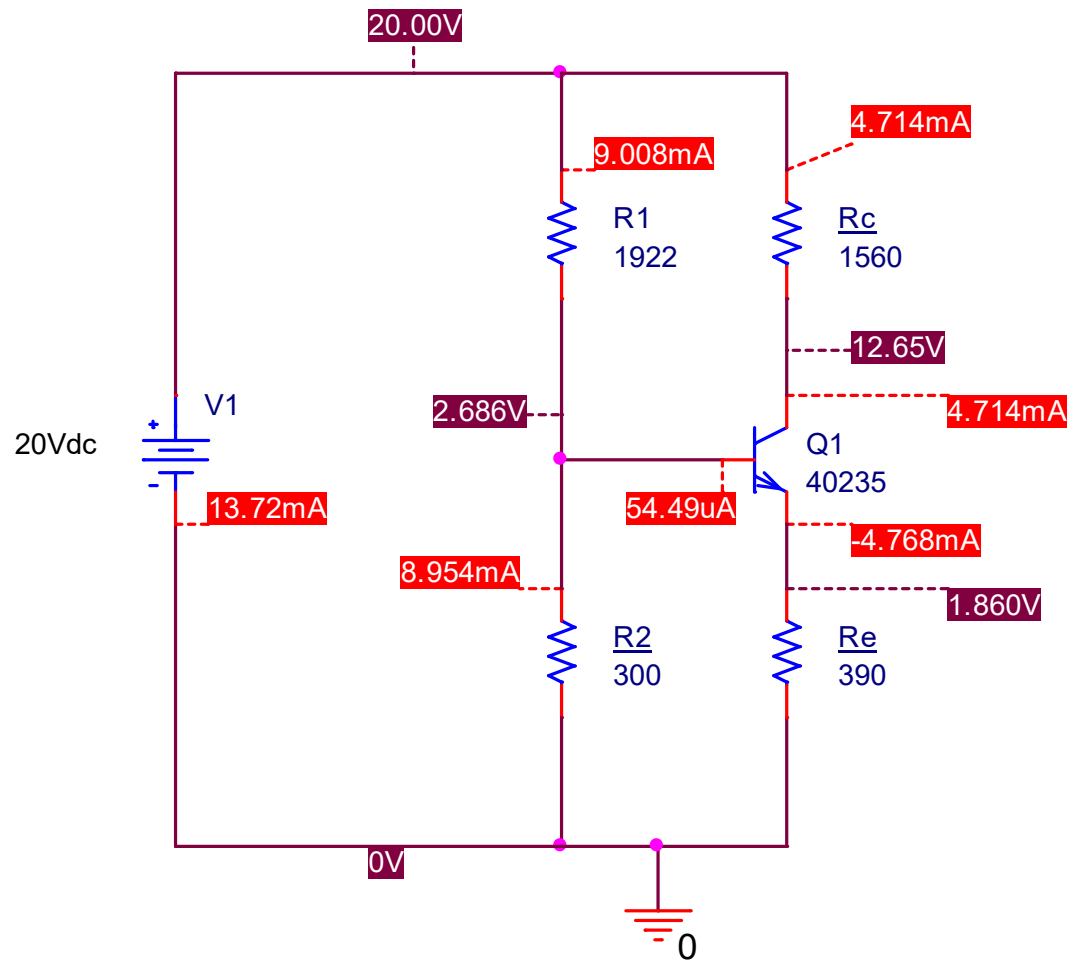 20.00V
4.714mA
9.008mA
R1
1922
Rc
1560
12.65V
2.686V
4.714mA
V1
+
20Vdc
-
Q1
40235
13.72mA
54.49uA
-4.768mA
8.954mA
1.860V
R2
300
Re
390
0V
0